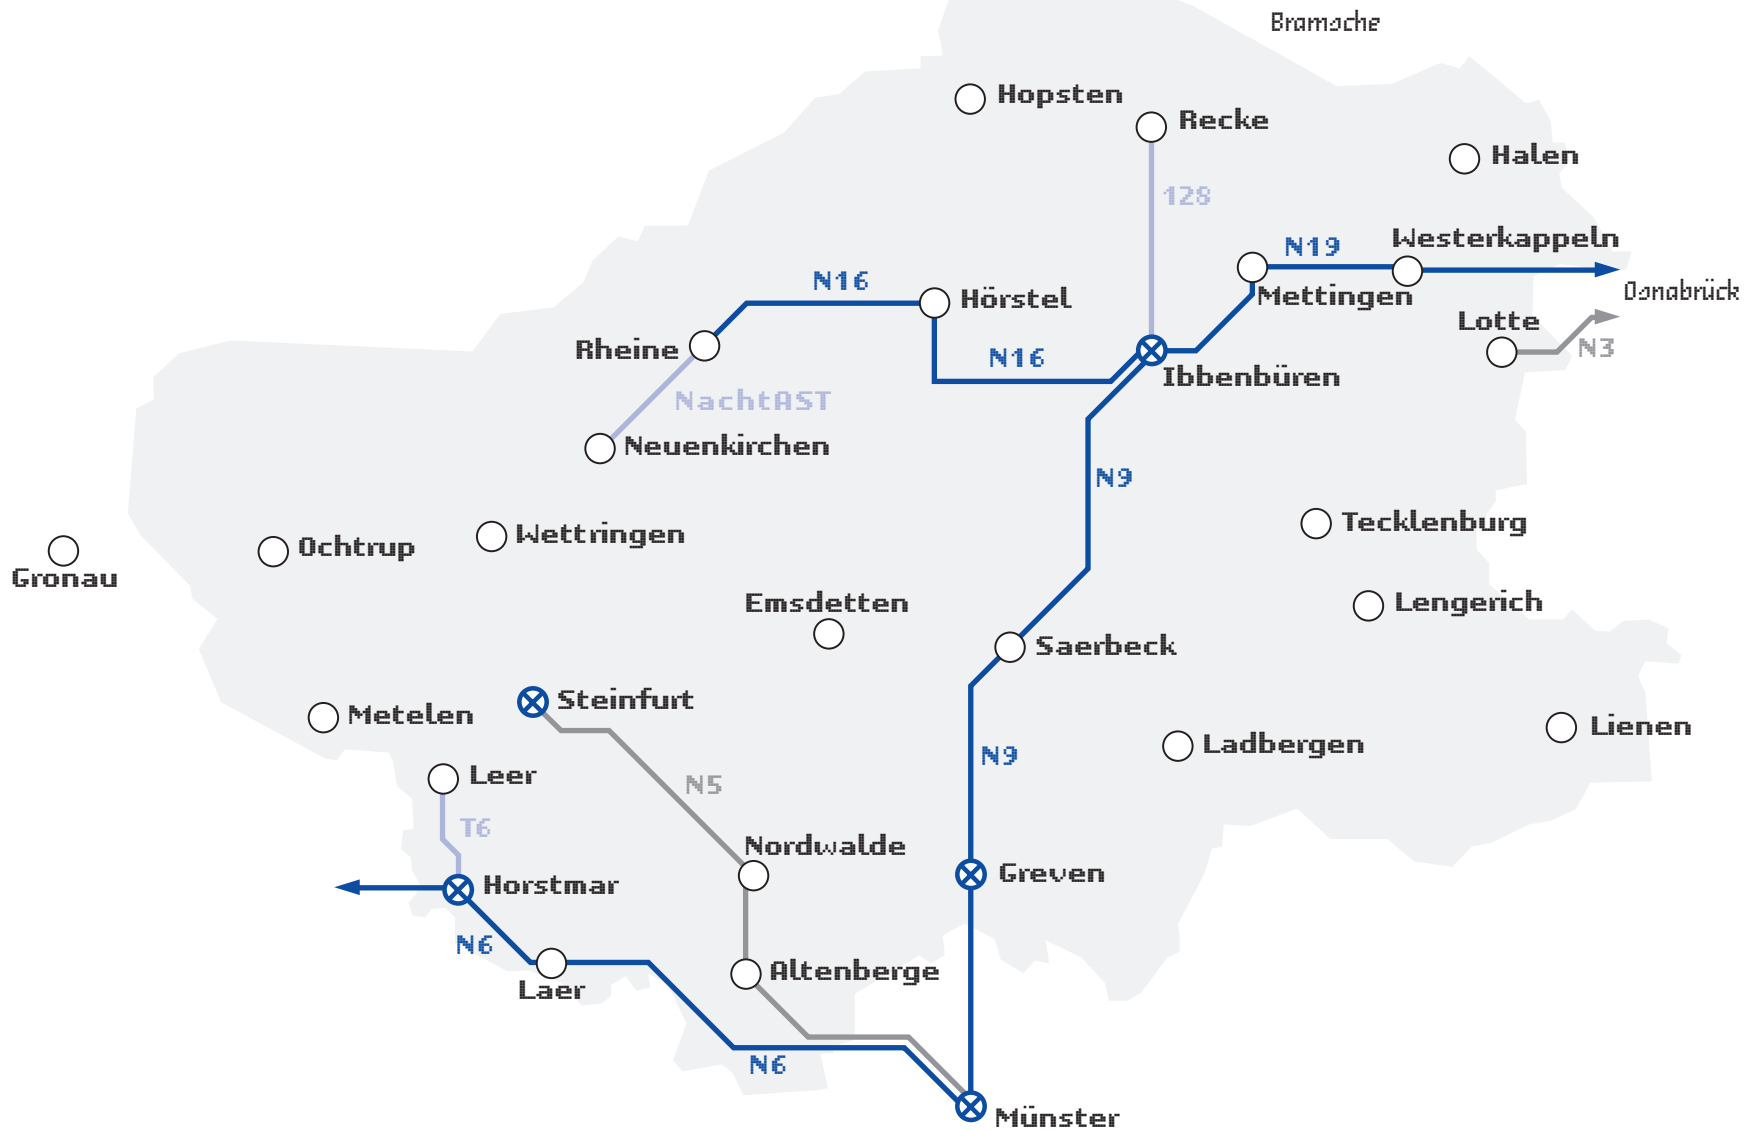 Bramsche
Hopsten
Recke
Halen
128
Westerkappeln
N19
N16
Mettingen
Osnabrück
Hörstel
Lotte
Rheine
N16
N3
Ibbenbüren
NachtAST
Neuenkirchen
N9
Tecklenburg
Wettringen
Ochtrup
Gronau
Emsdetten
Lengerich
Saerbeck
Steinfurt
Metelen
Lienen
Ladbergen
N9
Leer
N5
T6
Nordwalde
Greven
Horstmar
N6
Altenberge
Laer
N6
Münster